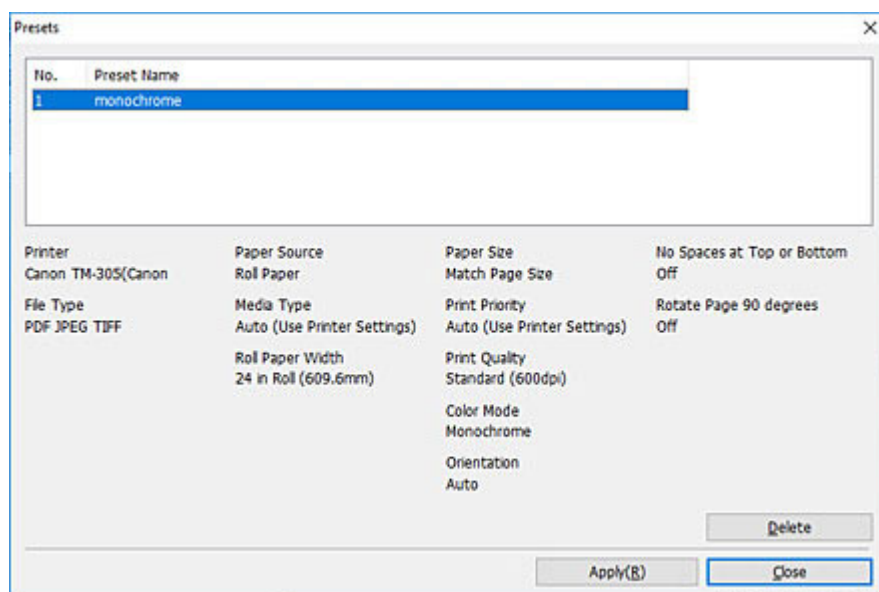 Presets
No. Preset Name
1 monochrome
Printer
Canon TM-305(Canon
File Type
PDF JPEG TIFF
Paper Source
Roll Paper
Media Type
Auto (Use Printer Settings)
Roll Paper Width
24 in Roll (609.6mm)
Paper Size
Match Page Size
Print Priority
Auto (Use Printer Settings)
Print Quality
Standard (600dpi)
Color Mode
Monochrome
Orientation
Auto
No Spaces at Top or Bottom
Off
Rotate Page 90 degrees
Off
Delete
Apply(R)
Close